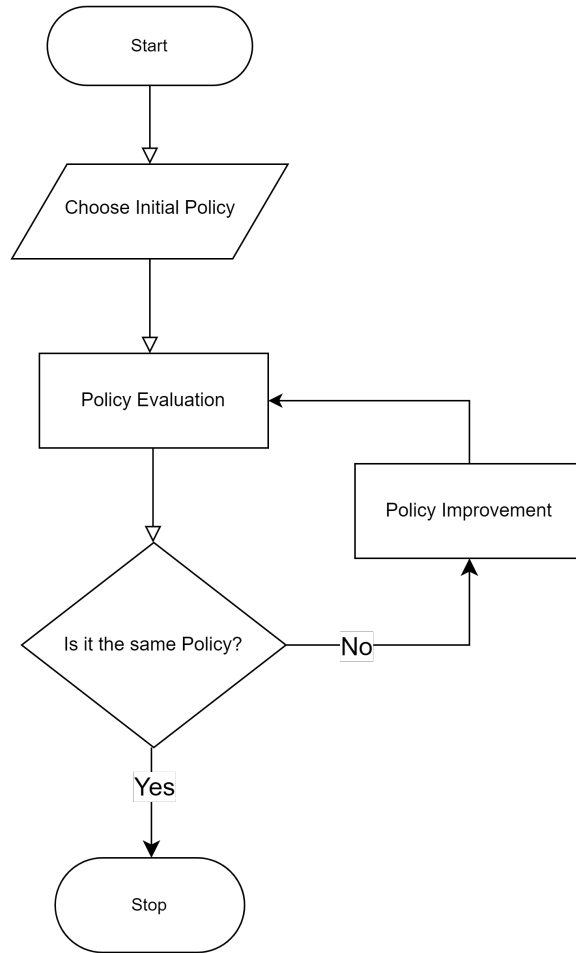 Start
Choose Initial Policy
Policy Evaluation
Policy Improvement
Is it the same Policy?
No
Yes
Stop